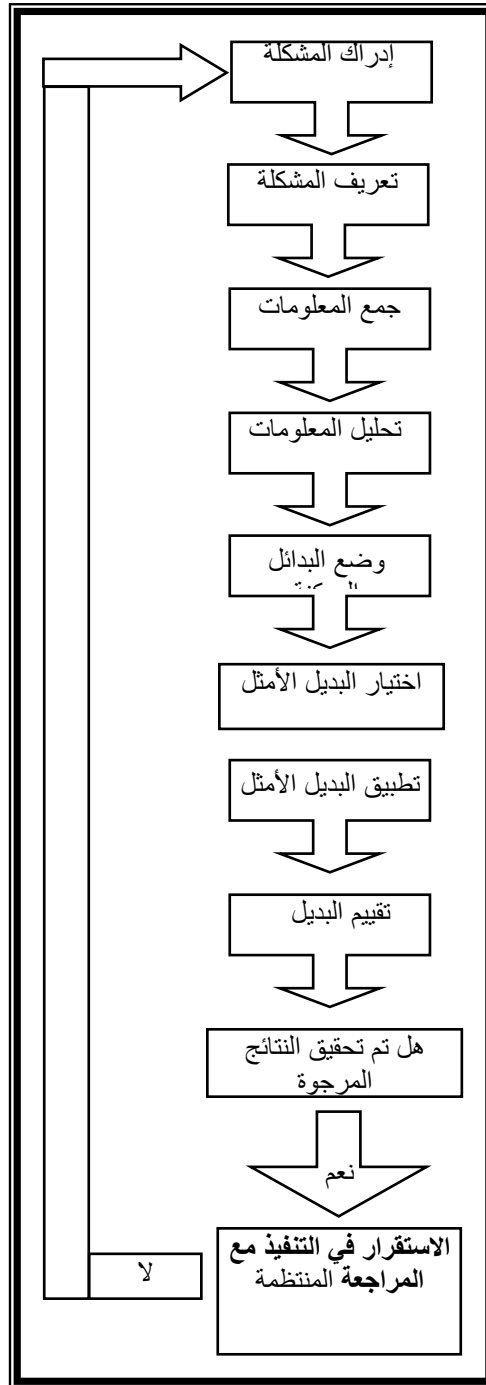 إدراك المشكلة
تعريف المشكلة
جمع المعلومات
تحليل المعلومات
وضع البدائل
اختيار البديل الأمثل
تطبيق البديل الأمثل
تقييم البديل
هل تم تحقيق النتائج
المرجوة
نعم
الاستقرار في التنفيذ مع
المراجعة المنتظمة
لا